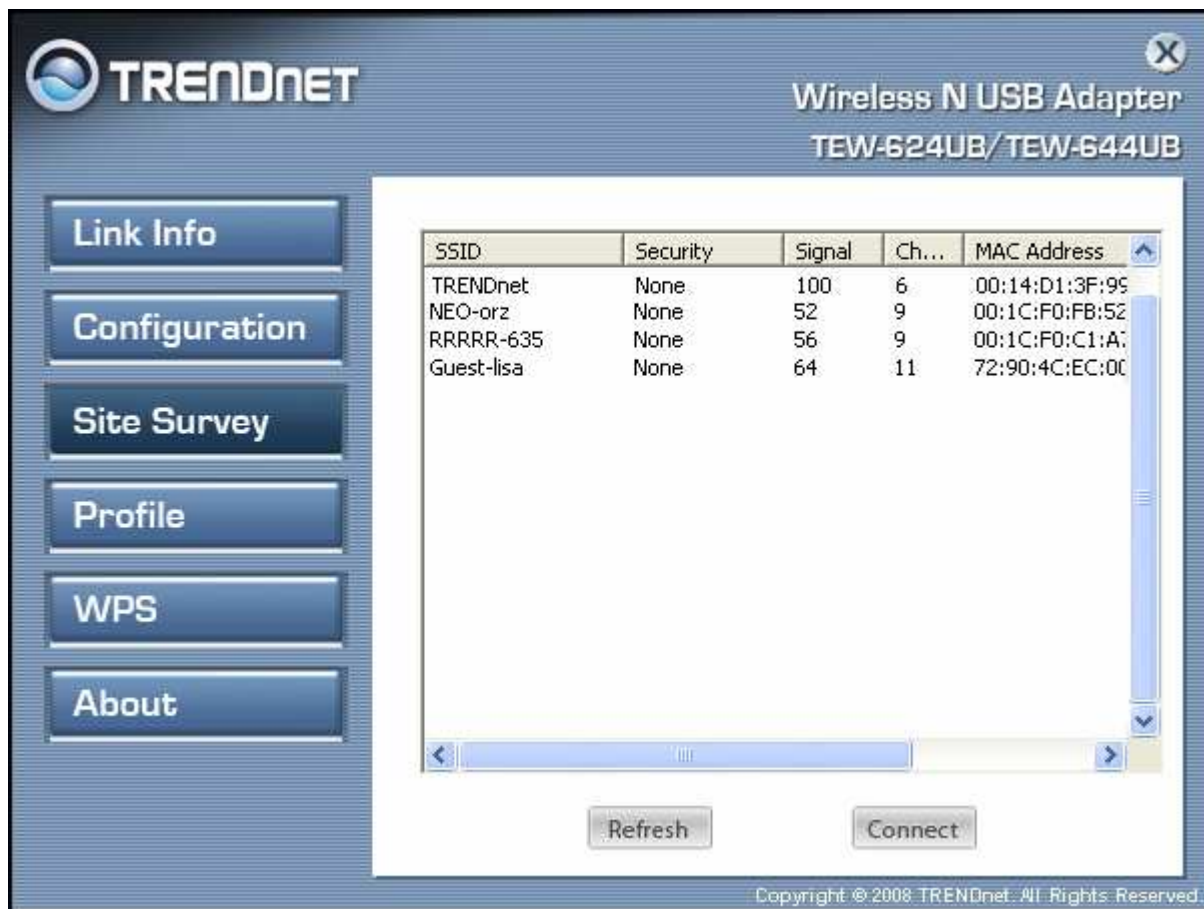 TRENDnet
Wireless N USB Adapter
TEW-624UB/TEW-644UB
Link Info
Configuration
Site Survey
Profile
WPS
About
SSID Security Signal Ch... MAC Address
TRENDnet None 100 6 00:14:D1:3F:99
NEO-orz None 52 9 00:1C:F0:FB:52
RRRRR-635 None 56 9 00:1C:F0:C1:A
Guest-lisa None 64 11 72:90:4C:EC:00
Refresh Connect
Copyright © 2008 TRENDnet. All Rights Reserved